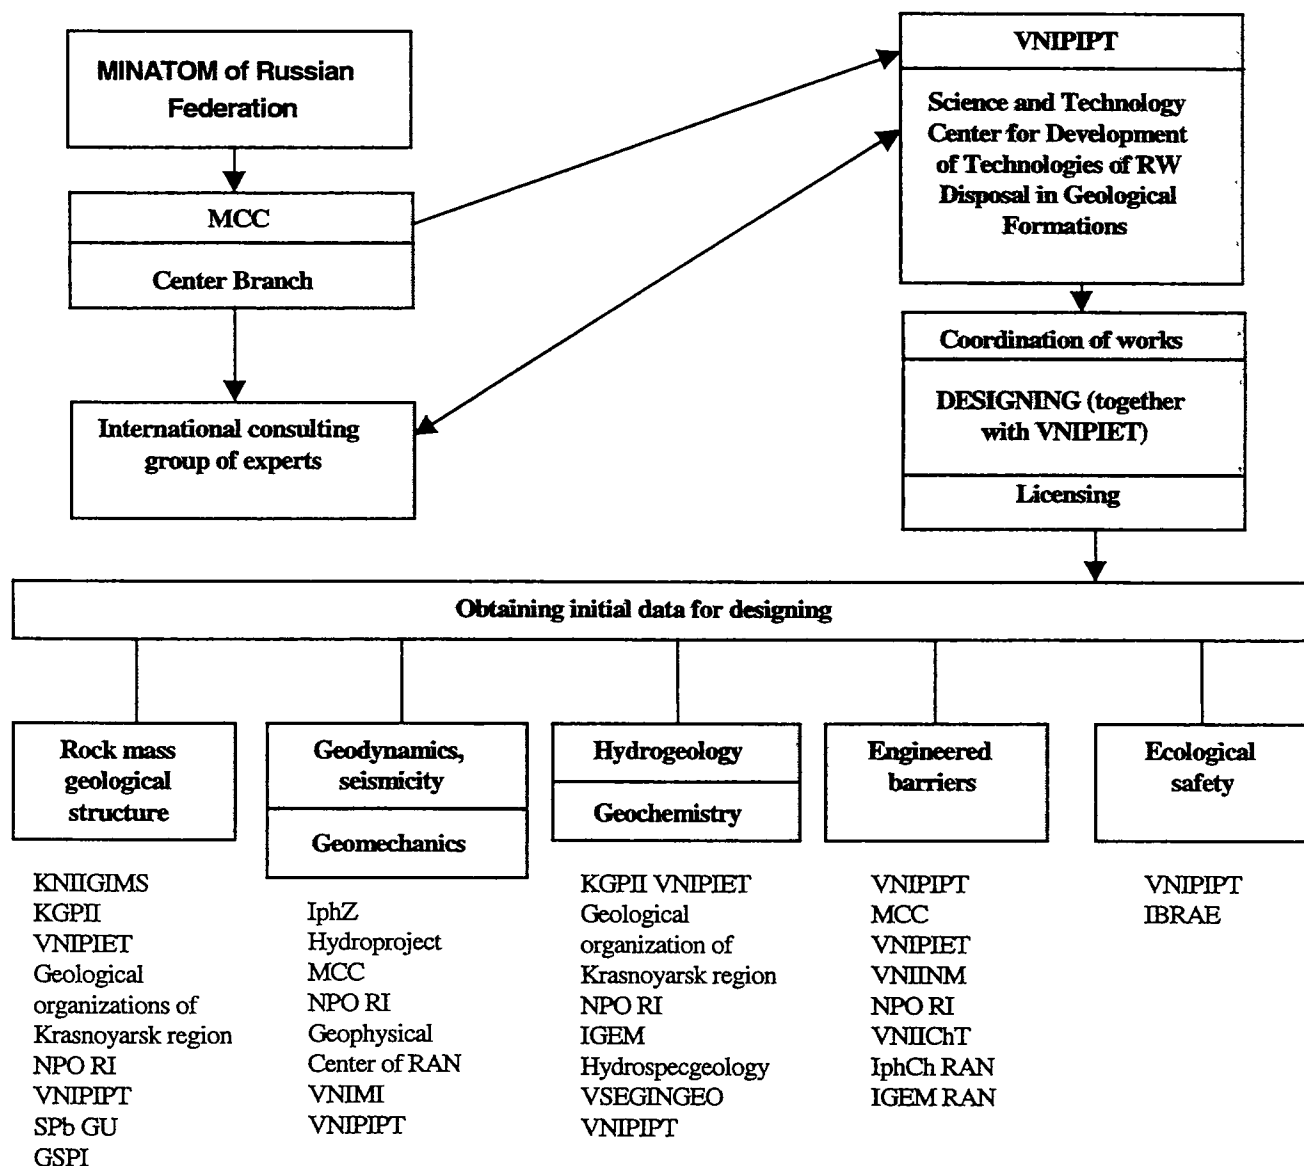 MINATOM of Russian
Federation
MCC
Center Branch
International consulting
group of experts
VNIPIPT
Science and Technology
Center for Development
of Technologies of RW
Disposal in Geological
Formations
Coordination of works
DESIGNING (together
with VNIPIET)
Licensing
Obtaining initial data for designing
Rock mass
geological
structure
KNIIGIMS
KGPII
VNIPIET
Geological
organizations of
Krasnoyarsk region
NPO RI
VNIPIPT
SPb GU
GSPI
Geodynamics,
seismicity
Geomechanics
IphZ
Hydroproject
MCC
NPO RI
Geophysical
Center of RAN
VNIMI
VNIPIPT
Hydrogeology
Geochemistry
KGPII VNIPIET
Geological
organization of
Krasnoyarsk region
NPO RI
IGEM
Hydrospecgeology
VSEGINGEO
VNIPIPT
Engineered
barriers
VNIPIPT
MCC
VNIPIET
VNIINM
NPO RI
VNIIChT
IphCh RAN
IGEM RAN
Ecological
safety
VNIPIPT
IBRAE